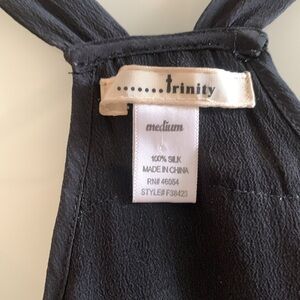 .......trinity
medium
100% SILK
MADE IN CHINA
RN# 46054
STYLE# F38423